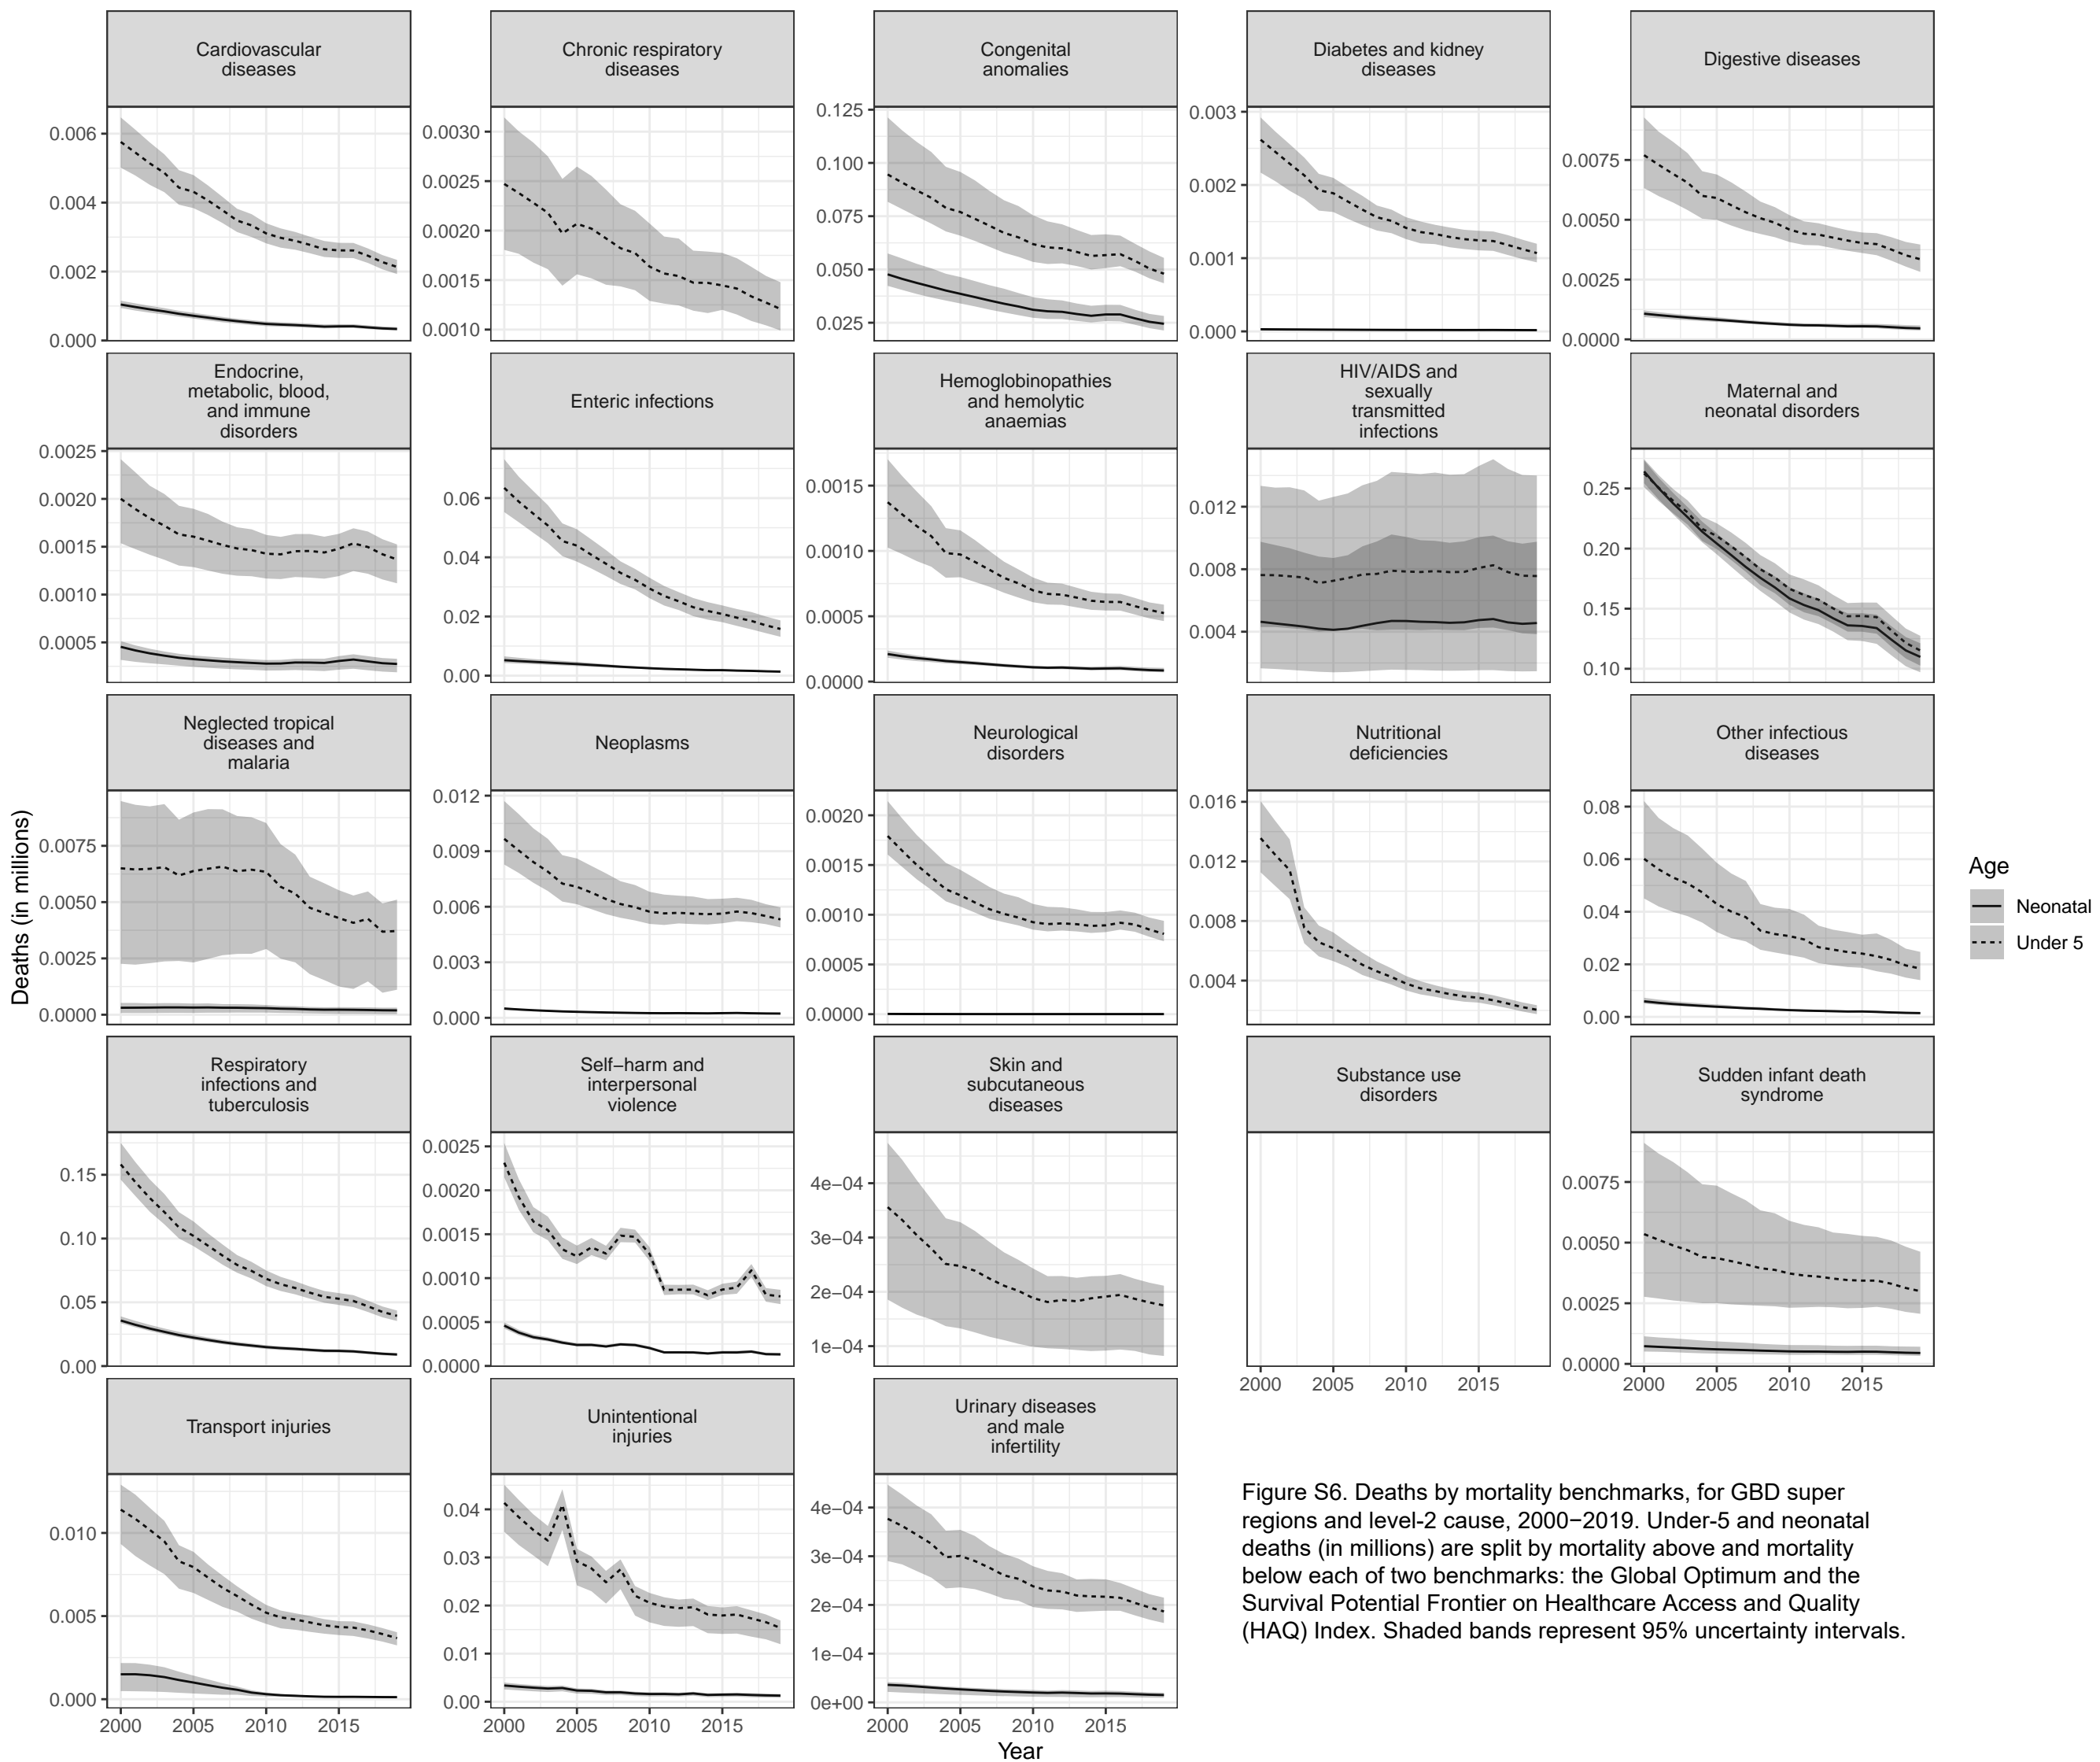 Cardiovascular
diseases
Chronic respiratory
diseases
Congenital
anomalies
Diabetes and kidney
diseases
Digestive diseases
0.006
0.004
0.002
0.000
0.0030
0.0025
0.0020
0.0015
0.0010
0.125
0.100
0.075
0.050
0.025
0.003
0.002
0.001
0.000
0.0075
0.0050
0.0025
0.0000
Endocrine,
metabolic, blood,
and immune
disorders
Enteric infections
Hemoglobinopathies
and hemolytic
anaemias
HIV/AIDS and
sexually
transmitted
infections
Maternal and
neonatal disorders
0.0025
0.0020
0.0015
0.0010
0.0005
0.06
0.04
0.02
0.00
0.0015
0.0010
0.0005
0.0000
0.012
0.008
0.004
0.25
0.20
0.15
0.10
Neglected tropical
diseases and
malaria
Neoplasms
Neurological
disorders
Nutritional
deficiencies
Other infectious
diseases
0.0075
0.0050
0.0025
0.0000
0.012
0.009
0.006
0.003
0.000
0.0020
0.0015
0.0010
0.0005
0.0000
0.016
0.012
0.008
0.004
0.08
0.06
0.04
0.02
0.00
Deaths (in millions)
Age
Neonatal
Under 5
Respiratory
infections and
tuberculosis
Self−harm and
interpersonal
violence
Skin and
subcutaneous
diseases
Substance use
disorders
Sudden infant death
syndrome
0.15
0.10
0.05
0.00
0.0025
0.0020
0.0015
0.0010
0.0005
0.0000
4e−04
3e−04
2e−04
1e−04
2000 2005 2010 2015
0.0075
0.0050
0.0025
0.0000
2000 2005 2010 2015
Transport injuries
Unintentional
injuries
Urinary diseases
and male
infertility
0.010
0.005
0.000
2000 2005 2010 2015
0.04
0.03
0.02
0.01
0.00
2000 2005 2010 2015
4e−04
3e−04
2e−04
1e−04
0e+00
2000 2005 2010 2015
Year
Figure S6. Deaths by mortality benchmarks, for GBD super
regions and level-2 cause, 2000−2019. Under-5 and neonatal
deaths (in millions) are split by mortality above and mortality
below each of two benchmarks: the Global Optimum and the
Survival Potential Frontier on Healthcare Access and Quality
(HAQ) Index. Shaded bands represent 95% uncertainty intervals.